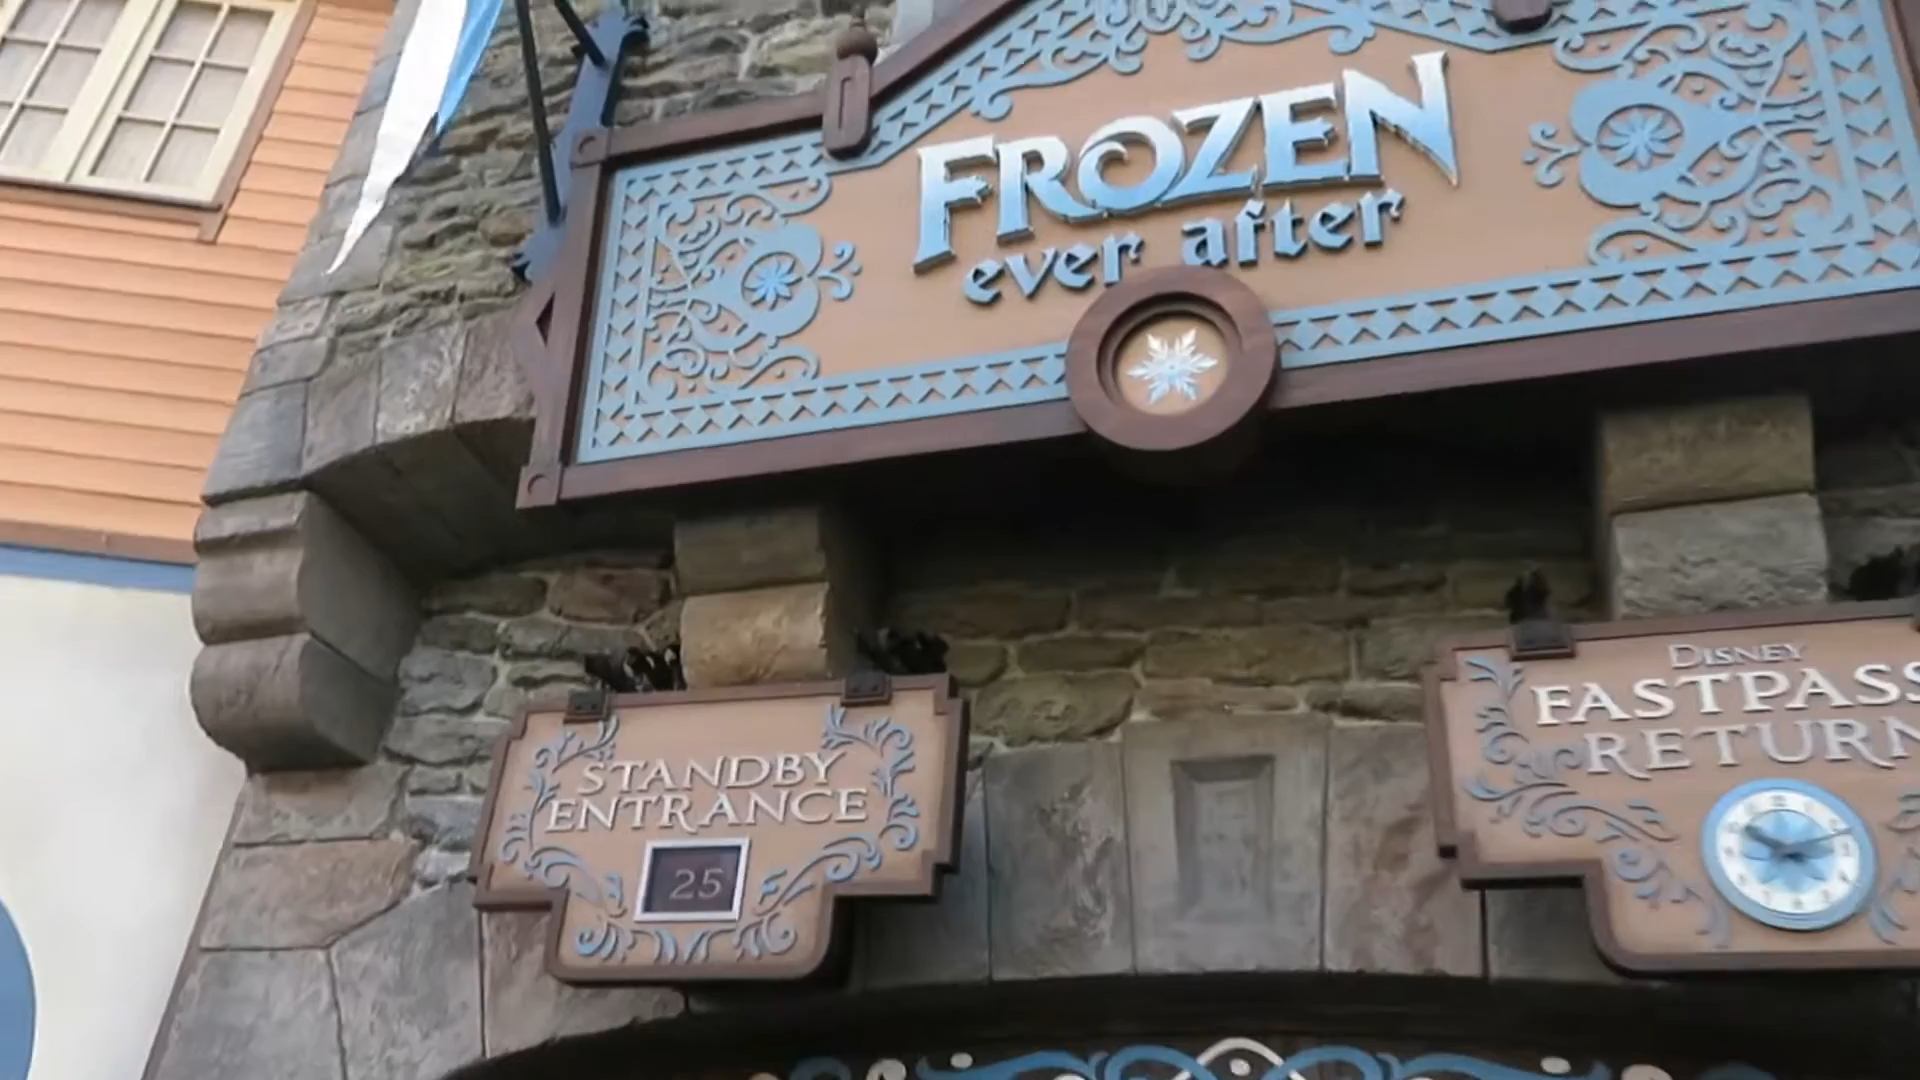 FROZEN
ever after
STANDBY
ENTRANCE
25
DISNEY
FASTPASS
RETURN